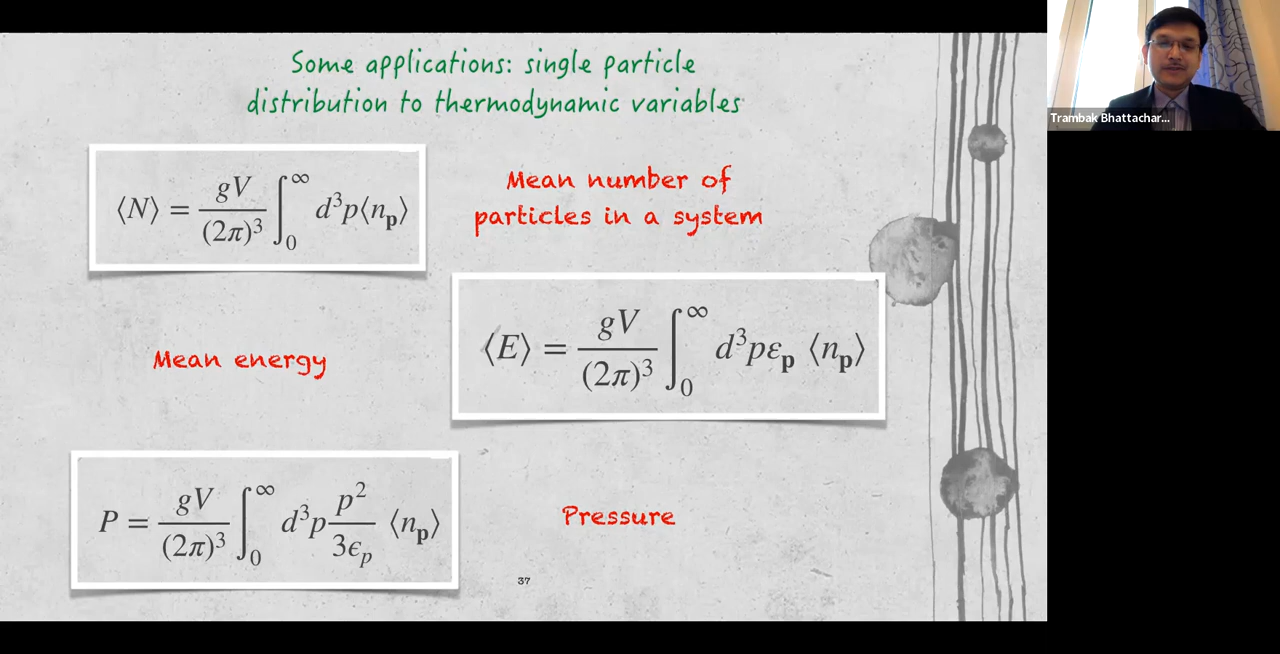 Some applications: single particle
distribution to thermodynamic variables
⟨N⟩ = gV/(2π)³ ∫₀^∞ d³p⟨n_𝐩⟩
Mean number of
particles in a system
Mean energy
⟨E⟩ = gV/(2π)³ ∫₀^∞ d³pε_𝐩 ⟨n_𝐩⟩
P = gV/(2π)³ ∫₀^∞ d³p p²/3ϵ_p ⟨n_𝐩⟩
Pressure
37
Trambak Bhattachar...